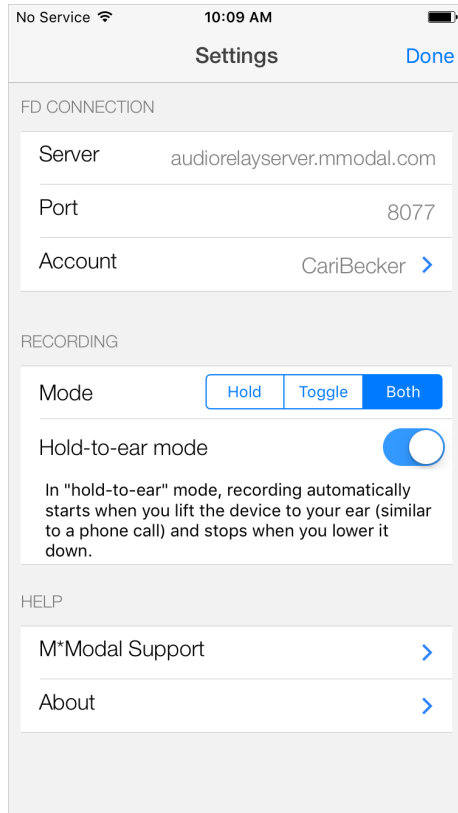 No Service 10:09 AM
Settings Done
FD CONNECTION
Server audiorelayserver.mmodal.com
Port 8077
Account CariBecker
RECORDING
Mode Hold Toggle Both
Hold-to-ear mode
In "hold-to-ear" mode, recording automatically
starts when you lift the device to your ear (similar
to a phone call) and stops when you lower it
down.
HELP
M*Modal Support
About